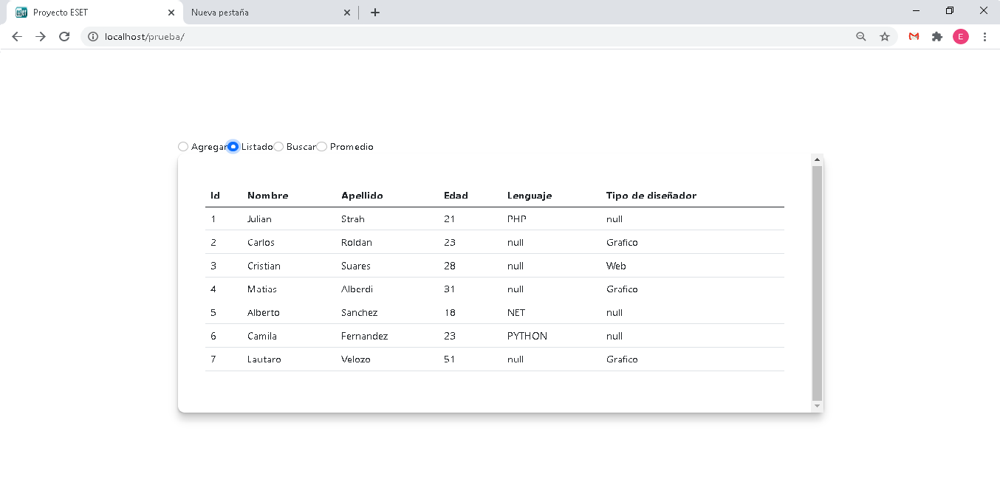 Proyecto ESET
Nueva pestaña
localhost/prueba/
E
Agregar Listado Buscar Promedio
Id Nombre Apellido Edad Lenguaje Tipo de diseñador
1 Julian Strah 21 PHP null
2 Carlos Roldan 23 null Grafico
3 Cristian Suares 28 null Web
4 Matias Alberdi 31 null Grafico
5 Alberto Sanchez 18 NET null
6 Camila Fernandez 23 PYTHON null
7 Lautaro Velozo 51 null Grafico